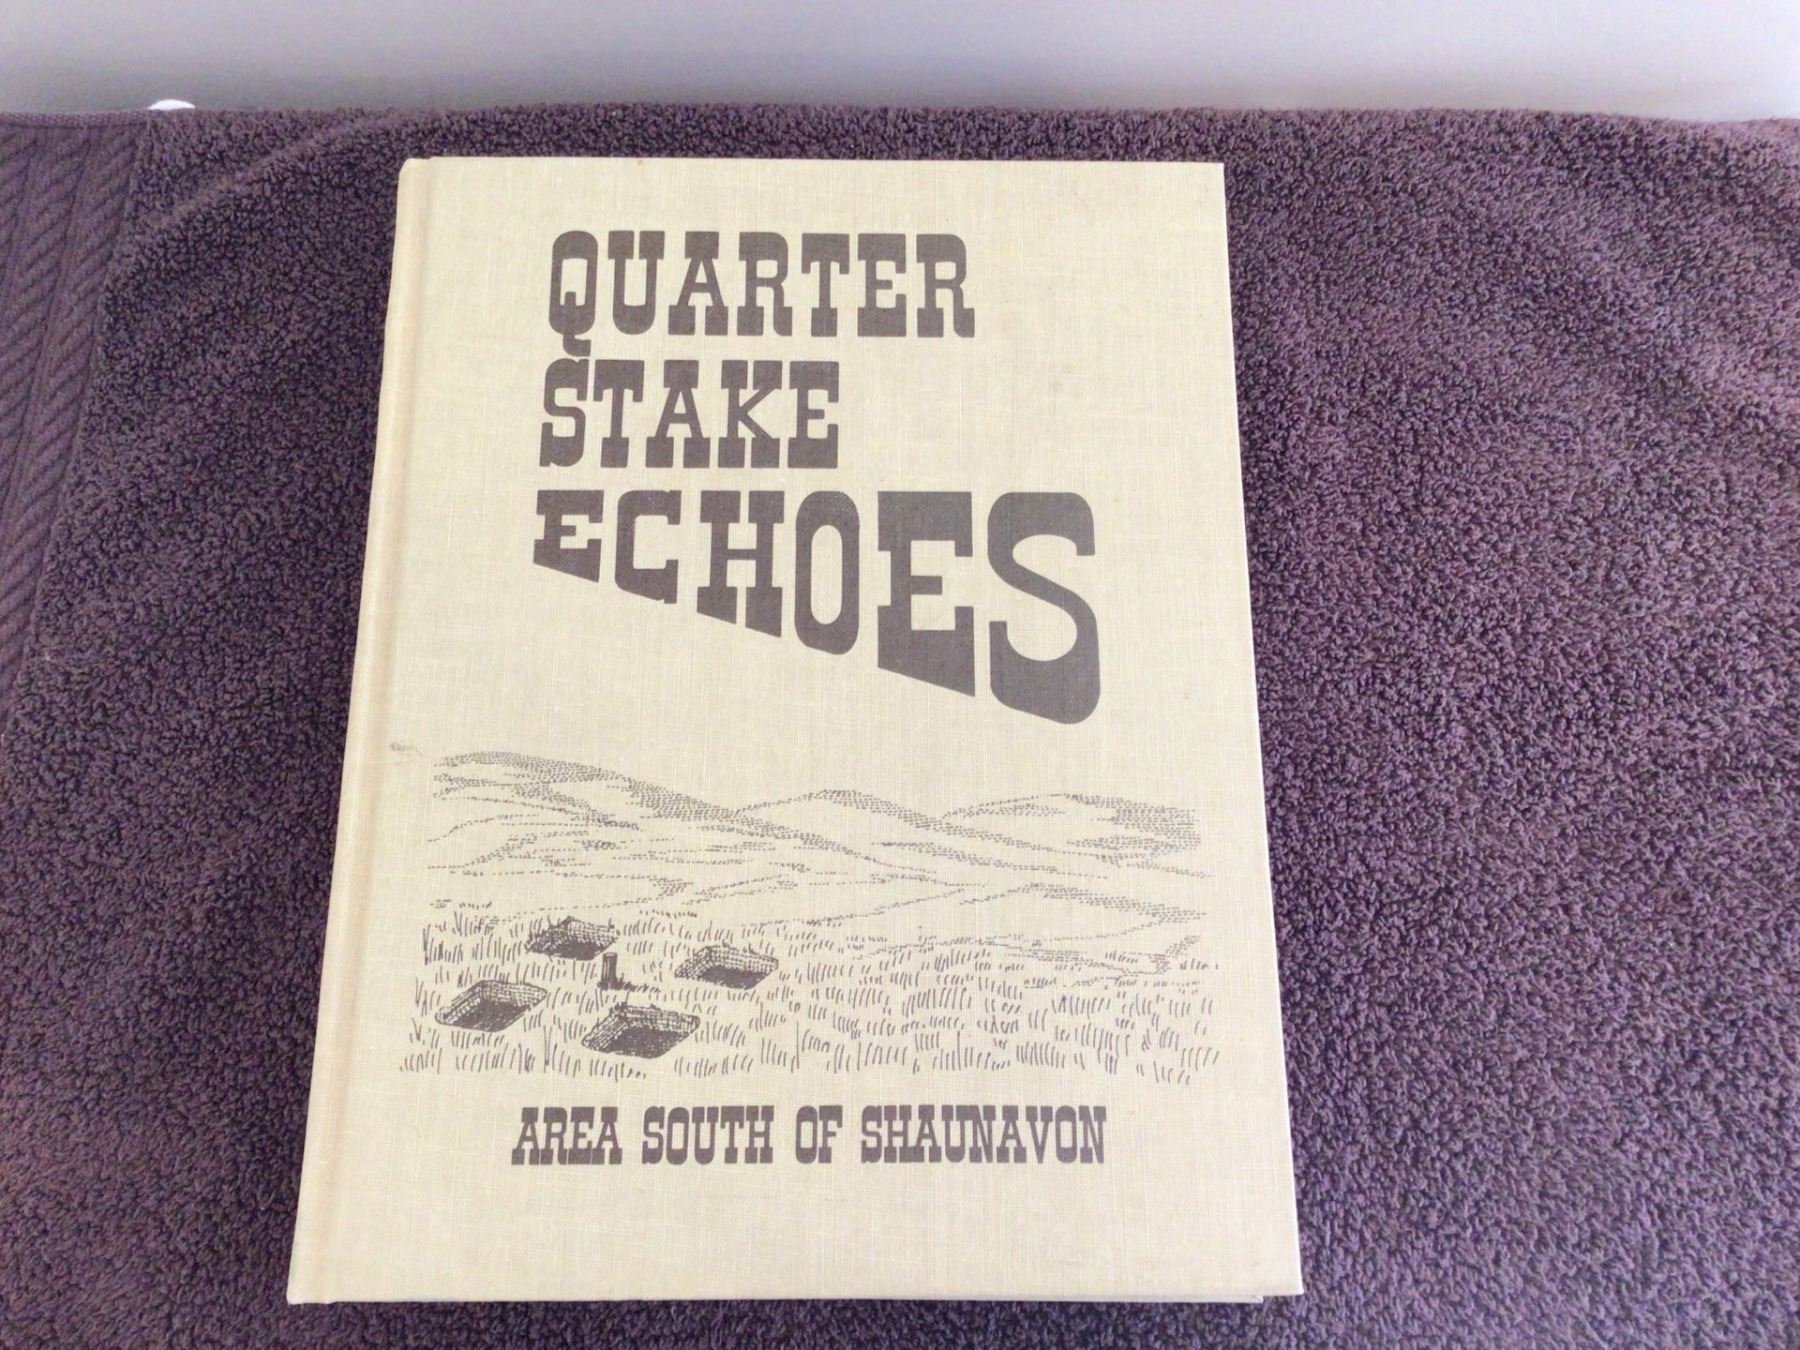 QUARTER
STAKE
ECHOES
AREA SOUTH OF SHAUNAVON